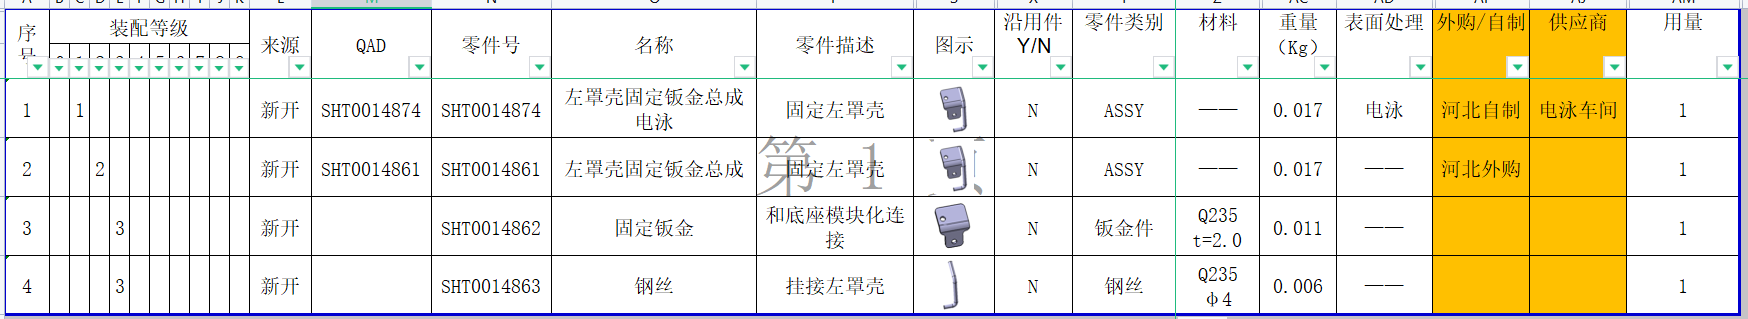 序号 装配等级 来源 QAD 零件号 名称 零件描述 图示 沿用件 Y/N 零件类别 材料 重量（Kg） 表面处理 外购/自制 供应商 用量
1 1 新开 SHT0014874 SHT0014874 左罩壳固定钣金总成电泳 固定左罩壳 N ASSY —— 0.017 电泳 河北自制 电泳车间 1
2 2 新开 SHT0014861 SHT0014861 左罩壳固定钣金总成 固定左罩壳 N ASSY —— 0.017 —— 河北外购 1
3 3 新开 SHT0014862 固定钣金 和底座模块化连接 N 钣金件 Q235 t=2.0 0.011 —— 1
4 3 新开 SHT0014863 钢丝 挂接左罩壳 N 钢丝 Q235 φ4 0.006 —— 1
第 1